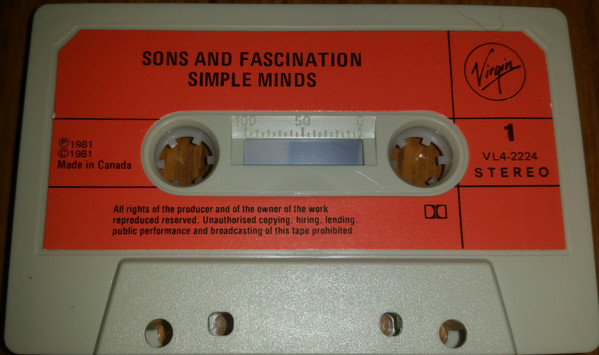 SONS AND FASCINATION
SIMPLE MINDS
Virgin
100 50 0
1
VL4-2224
STEREO
Ⓟ1981
©1981
Made in Canada
All rights of the producer and of the owner of the work
reproduced reserved. Unauthorised copying, hiring, lending,
public performance and broadcasting of this tape prohibited